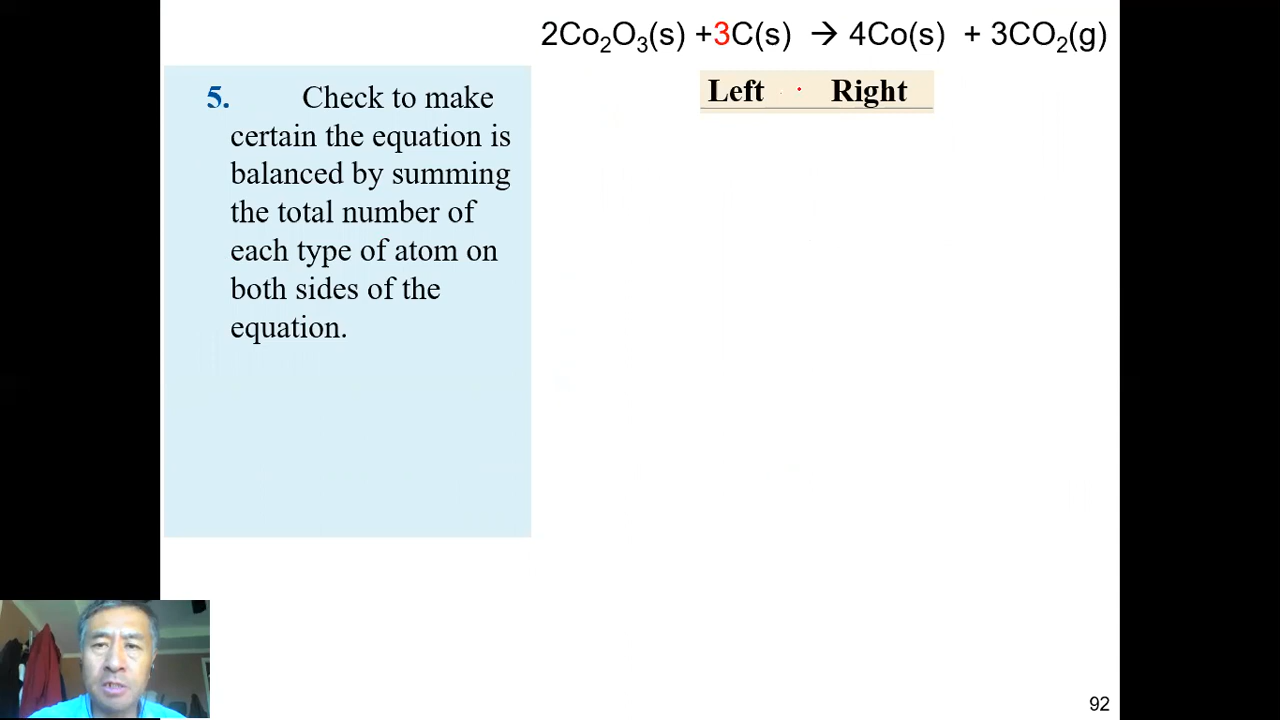 2Co₂O₃(s) +3C(s) → 4Co(s) + 3CO₂(g)
Left Right
5. Check to make
certain the equation is
balanced by summing
the total number of
each type of atom on
both sides of the
equation.
92